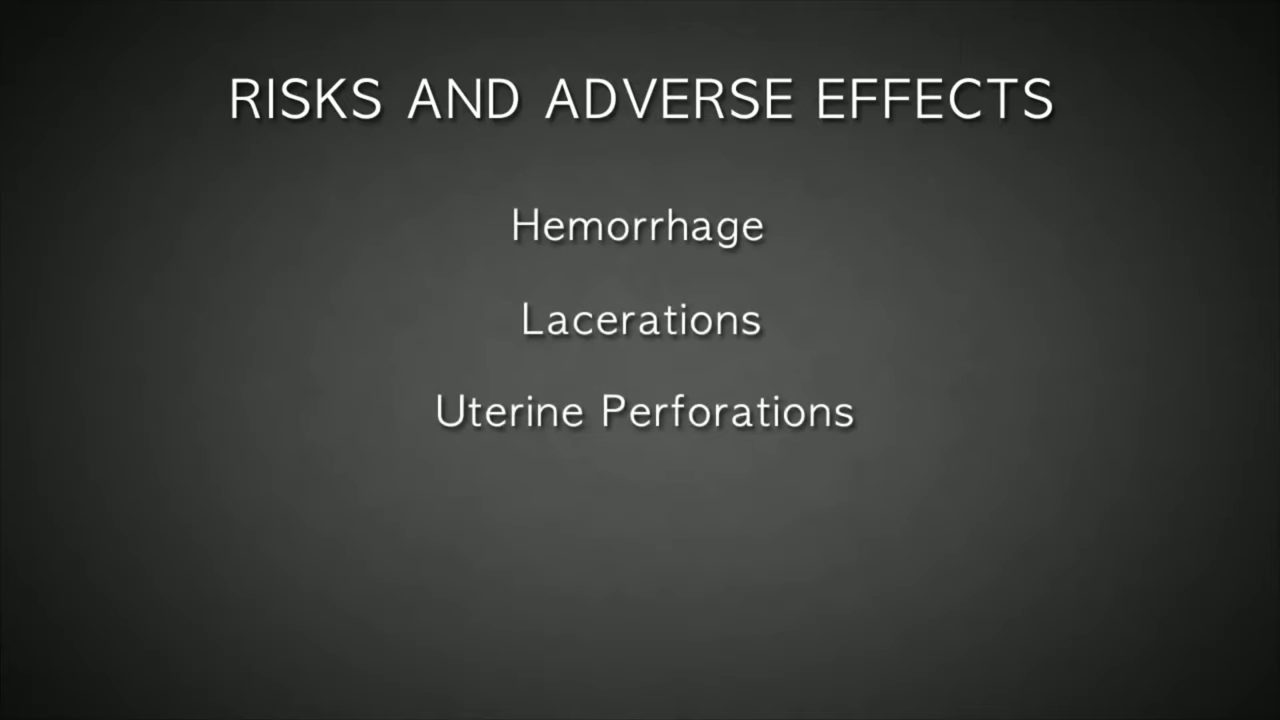 RISKS AND ADVERSE EFFECTS
Hemorrhage
Lacerations
Uterine Perforations